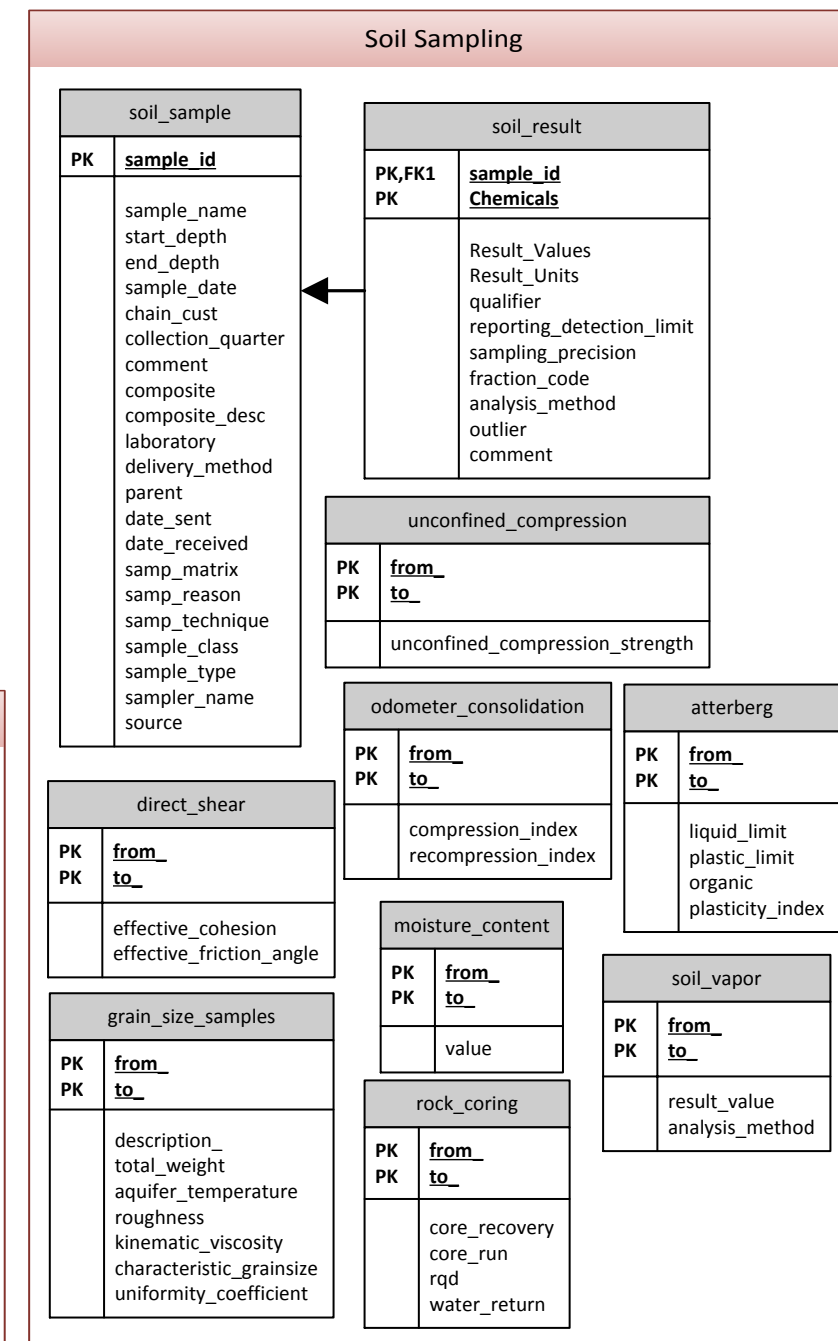 Soil Sampling
soil_sample
PK sample_id
sample_name
start_depth
end_depth
sample_date
chain_cust
collection_quarter
comment
composite
composite_desc
laboratory
delivery_method
parent
date_sent
date_received
samp_matrix
samp_reason
samp_technique
sample_class
sample_type
sampler_name
source
soil_result
PK,FK1 sample_id
PK Chemicals
Result_Values
Result_Units
qualifier
reporting_detection_limit
sampling_precision
fraction_code
analysis_method
outlier
comment
unconfined_compression
PK from_
PK to_
unconfined_compression_strength
odometer_consolidation
PK from_
PK to_
compression_index
recompression_index
atterberg
PK from_
PK to_
liquid_limit
plastic_limit
organic
plasticity_index
direct_shear
PK from_
PK to_
effective_cohesion
effective_friction_angle
moisture_content
PK from_
PK to_
value
soil_vapor
PK from_
PK to_
result_value
analysis_method
grain_size_samples
PK from_
PK to_
description_
total_weight
aquifer_temperature
roughness
kinematic_viscosity
characteristic_grainsize
uniformity_coefficient
rock_coring
PK from_
PK to_
core_recovery
core_run
rqd
water_return